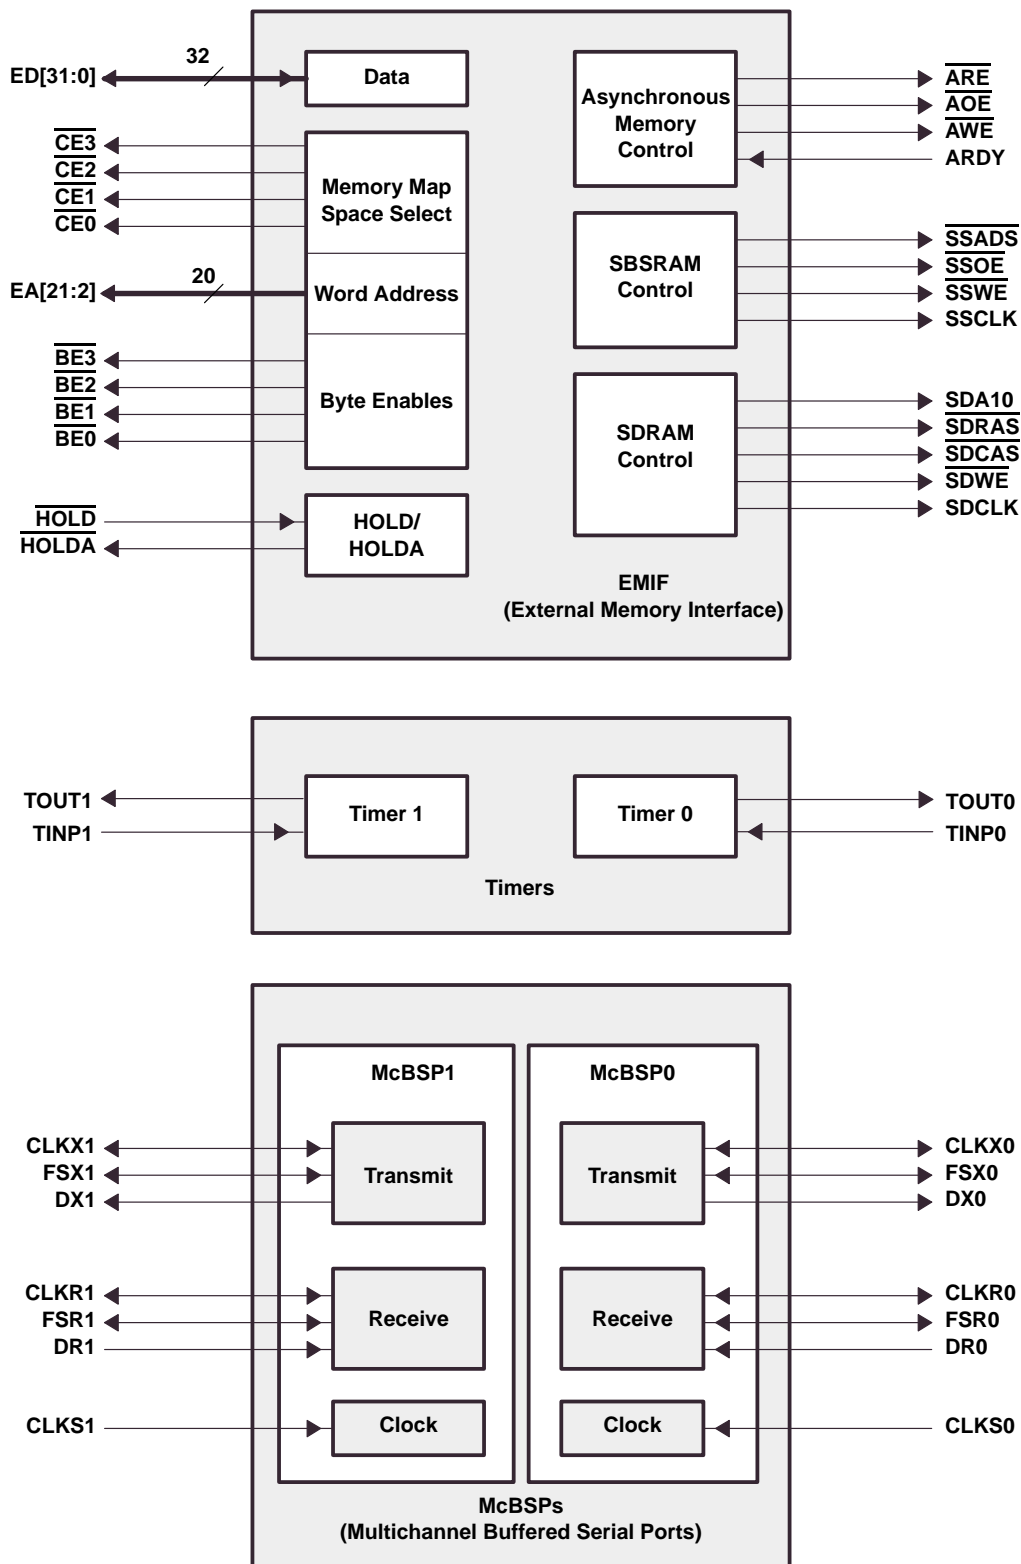 32
ED[31:0]
Data
CE3
CE2
CE1
CE0
Memory Map
Space Select
20
EA[21:2]
Word Address
BE3
BE2
BE1
BE0
Byte Enables
HOLD
HOLDA
HOLD/
HOLDA
Asynchronous
Memory
Control
ARE
AOE
AWE
ARDY
SBSRAM
Control
SSADS
SSOE
SSWE
SSCLK
SDRAM
Control
SDA10
SDRAS
SDCAS
SDWE
SDCLK
EMIF
(External Memory Interface)
TOUT1
TINP1
Timer 1
Timer 0
TOUT0
TINP0
Timers
McBSP1
McBSP0
CLKX1
FSX1
DX1
Transmit
Transmit
CLKX0
FSX0
DX0
CLKR1
FSR1
DR1
Receive
Receive
CLKR0
FSR0
DR0
CLKS1
Clock
Clock
CLKS0
McBSPs
(Multichannel Buffered Serial Ports)